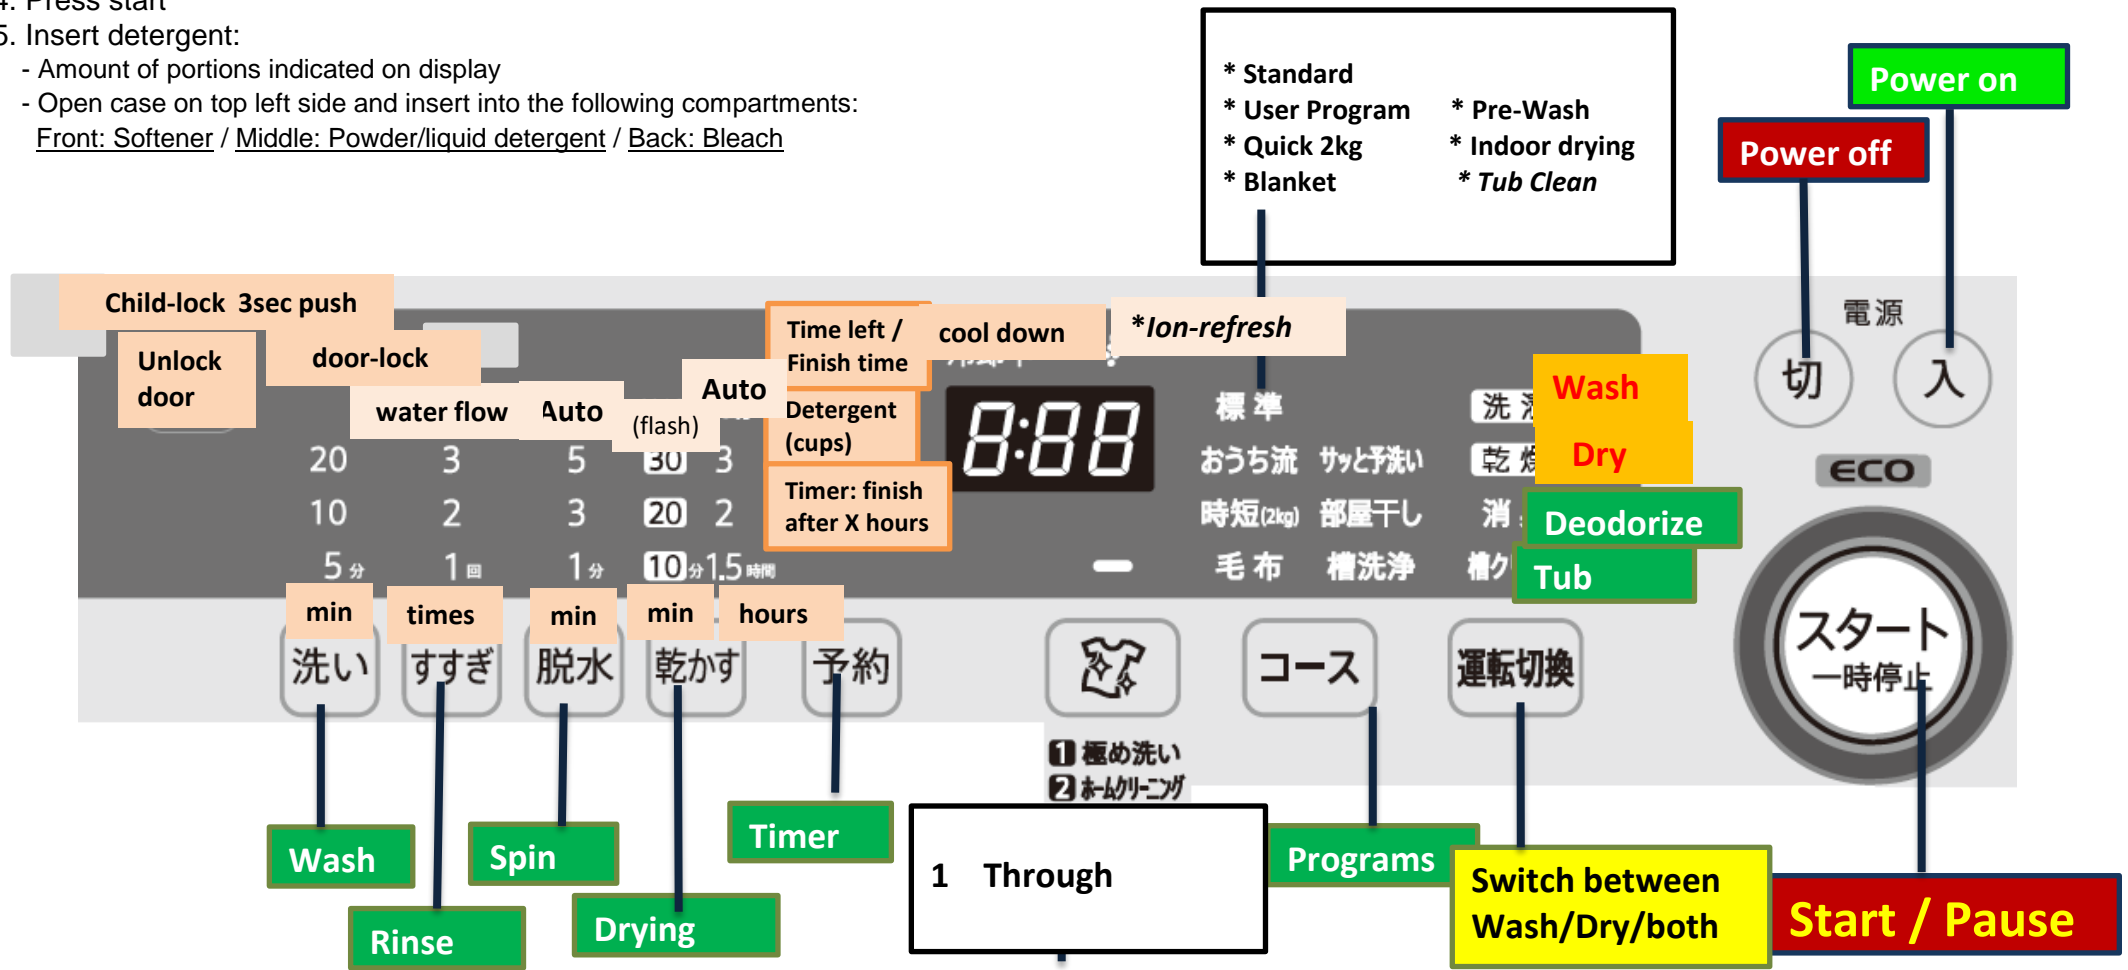 4. Press start
5. Insert detergent:
- Amount of portions indicated on display
- Open case on top left side and insert into the following compartments:
Front: Softener / Middle: Powder/liquid detergent / Back: Bleach
* Standard
* User Program * Pre-Wash
* Quick 2kg * Indoor drying
* Blanket * Tub Clean
Power on
Power off
Child-lock 3sec push
Unlock
door
door-lock
water flow
Auto
(flash)
Auto
Time left /
Finish time
Detergent
(cups)
Timer: finish
after X hours
cool down
*Ion-refresh
電源
切
入
20 3 5 30 3
10 2 3 20 2
5分 1回 1分 10分 1.5時間
8:88
標準
おうち流 サッと予洗い
時短(2kg) 部屋干し
毛布 槽洗浄
洗
Wash
乾
Dry
消
Deodorize
槽ク
Tub
ECO
min
times
min
min
hours
洗い
すすぎ
脱水
乾かす
予約
コース
運転切換
スタート
一時停止
1 極め洗い
2 ホームクリーニング
Wash
Rinse
Spin
Drying
Timer
1 Through
Programs
Switch between
Wash/Dry/both
Start / Pause